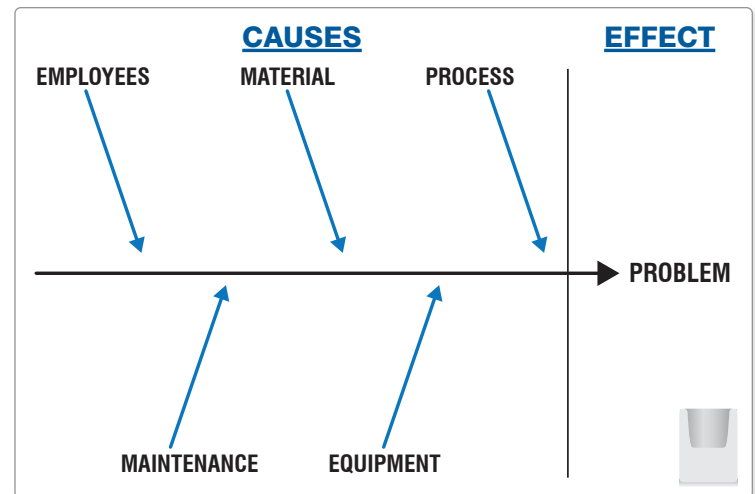 CAUSES
EFFECT
EMPLOYEES
MATERIAL
PROCESS
PROBLEM
MAINTENANCE
EQUIPMENT